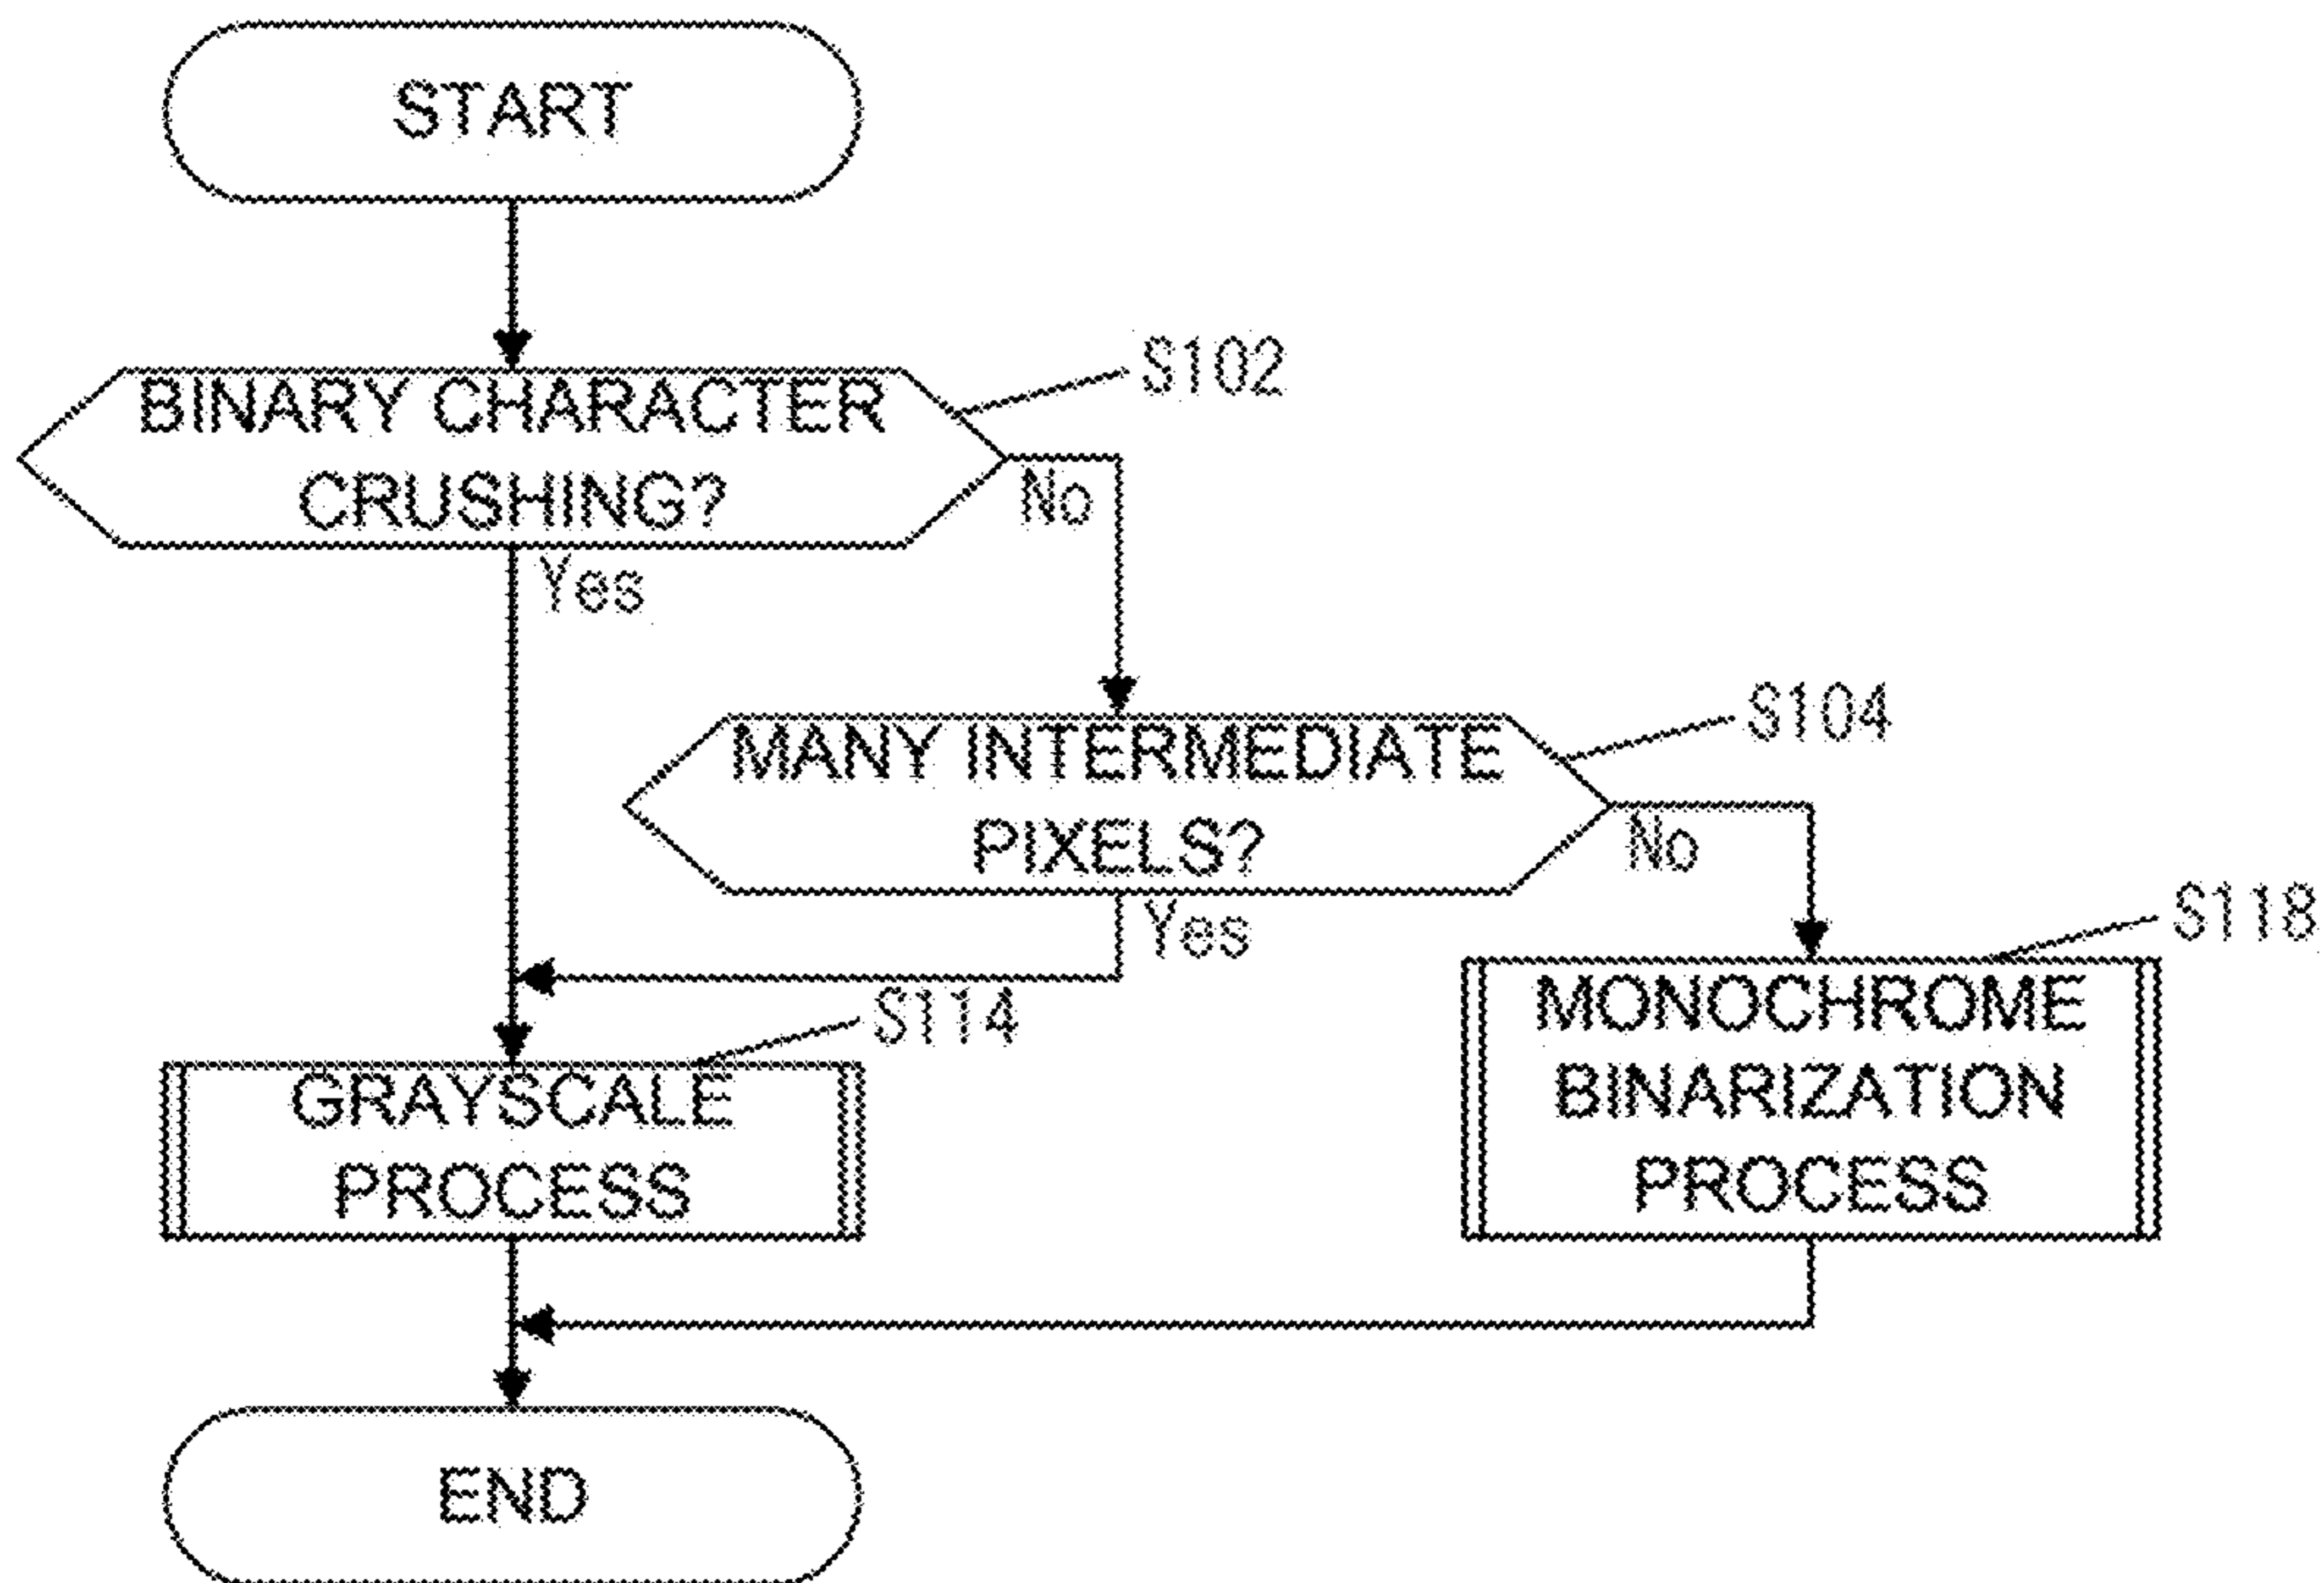 START
BINARY CHARACTER
CRUSHING?
S102
No
Yes
MANY INTERMEDIATE
PIXELS?
S104
No
Yes
S118
MONOCHROME
BINARIZATION
PROCESS
S114
GRAYSCALE
PROCESS
END